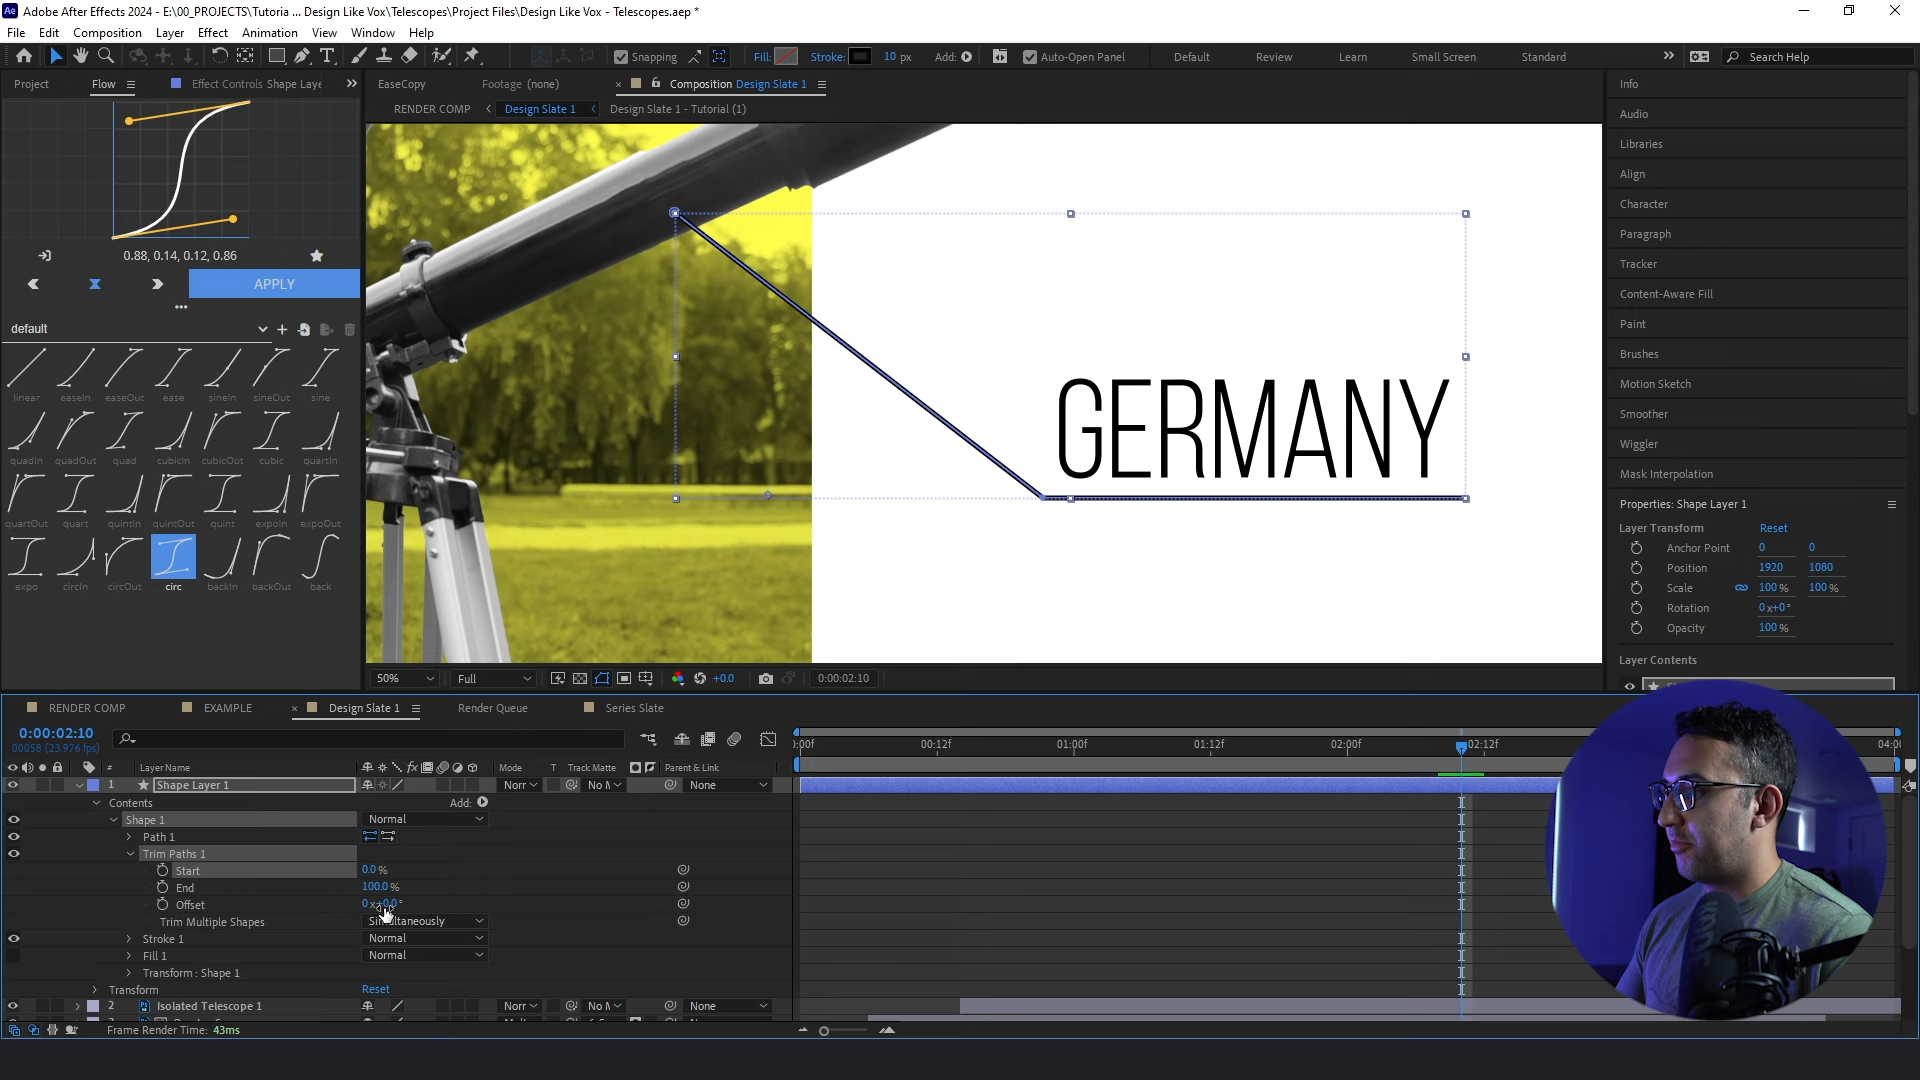 Adobe After Effects 2024 - E:\00_PROJECTS\Tutoria ... Design Like Vox\Telescopes\Project Files\Design Like Vox - Telescopes.aep *
File Edit Composition Layer Effect Animation View Window Help
Snapping Fill: Stroke: 10 px Add: Auto-Open Panel Default Review Learn Small Screen Standard Search Help
Project Flow Effect Controls Shape Laye
EaseCopy Footage (none) Composition Design Slate 1
RENDER COMP Design Slate 1 Design Slate 1 - Tutorial (1)
0.88, 0.14, 0.12, 0.86
APPLY
default
linear easeIn easeOut ease sineIn sineOut sine
quadIn quadOut quad cubicIn cubicOut cubic quartIn
quartOut quart quintIn quintOut quint expoIn expoOut
expo circIn circOut circ backIn backOut back
GERMANY
50% Full +0.0 0:00:02:10
Info
Audio
Libraries
Align
Character
Paragraph
Tracker
Content-Aware Fill
Paint
Brushes
Motion Sketch
Smoother
Wiggler
Mask Interpolation
Properties: Shape Layer 1
Layer Transform Reset
Anchor Point 0 0
Position 1920 1080
Scale 100 % 100 %
Rotation 0 x+0 °
Opacity 100 %
Layer Contents
RENDER COMP EXAMPLE Design Slate 1 Render Queue Series Slate
0:00:02:10
00058 (23.976 fps)
:00f 00:12f 01:00f 01:12f 02:00f 02:12f 04:0
# Layer Name Mode T Track Matte Parent & Link
1 Shape Layer 1 Norr No M None
Contents Add:
Shape 1 Normal
Path 1
Trim Paths 1
Start 0.0 %
End 100.0 %
Offset 0 x+0.0 °
Trim Multiple Shapes Simultaneously
Stroke 1 Normal
Fill 1 Normal
Transform : Shape 1
Transform Reset
2 Isolated Telescope 1 Norr No M None
Frame Render Time: 43ms